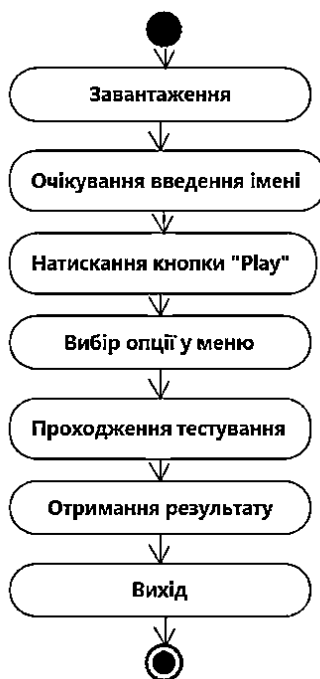 Завантаження
Очікування введення імені
Натискання кнопки "Play"
Вибір опції у меню
Проходження тестування
Отримання результату
Вихід